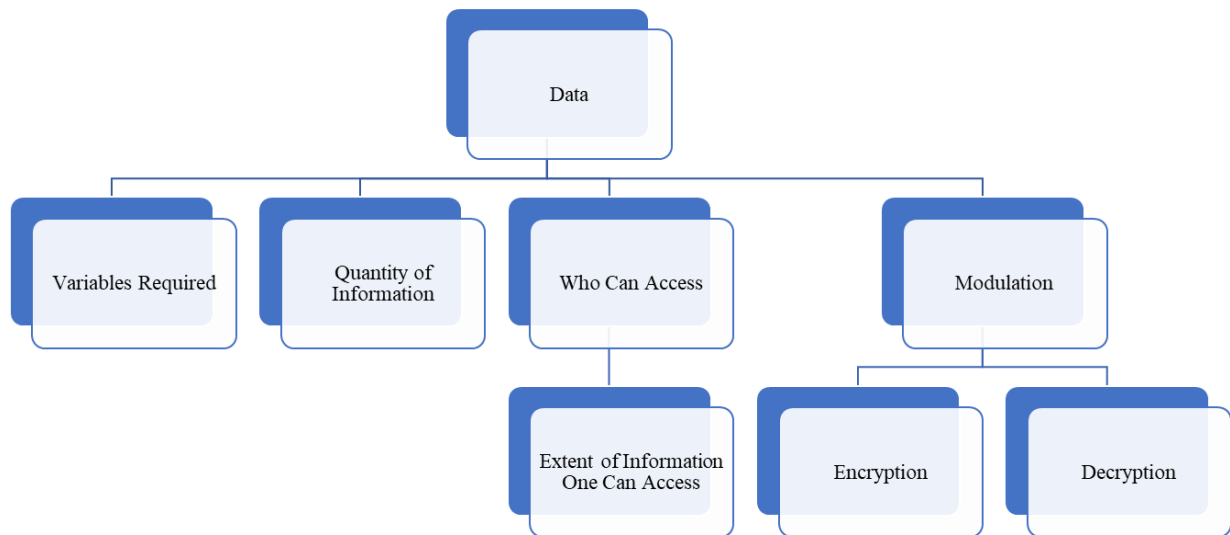 Data
Variables Required
Quantity of
Information
Who Can Access
Modulation
Extent of Information
One Can Access
Encryption
Decryption